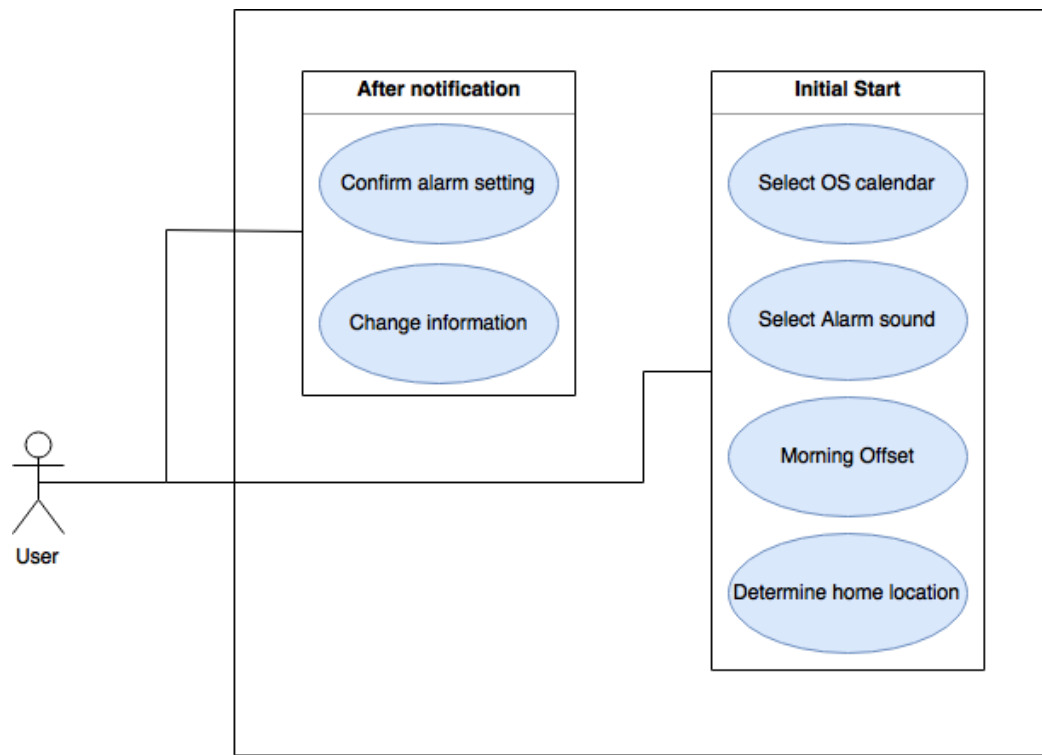 After notification
Confirm alarm setting
Change information
Initial Start
Select OS calendar
Select Alarm sound
Morning Offset
Determine home location
User